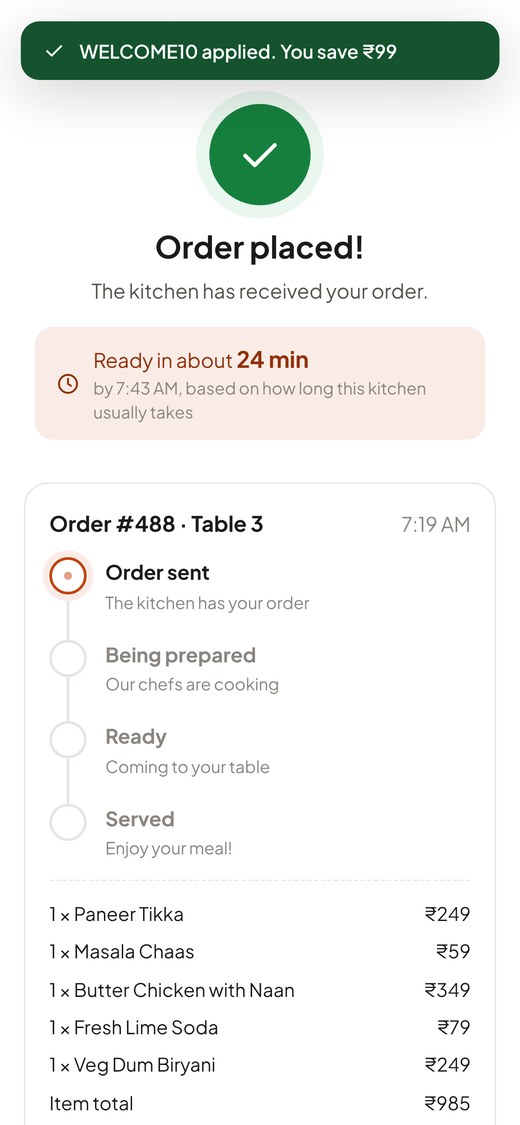 WELCOME10 applied. You save ₹99
Order placed!
The kitchen has received your order.
Ready in about 24 min
by 7:43 AM, based on how long this kitchen
usually takes
Order #488 · Table 3 7:19 AM
Order sent
The kitchen has your order
Being prepared
Our chefs are cooking
Ready
Coming to your table
Served
Enjoy your meal!
1 × Paneer Tikka ₹249
1 × Masala Chaas ₹59
1 × Butter Chicken with Naan ₹349
1 × Fresh Lime Soda ₹79
1 × Veg Dum Biryani ₹249
Item total ₹985